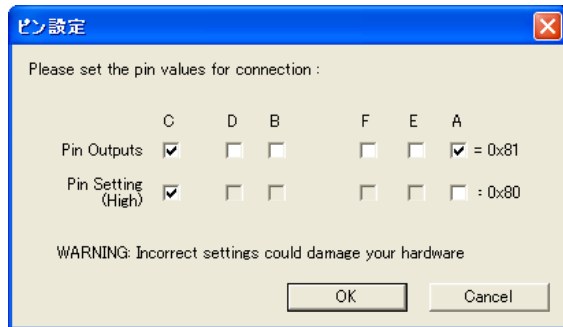 ピン設定
Please set the pin values for connection :
C D B F E A
Pin Outputs = 0x81
Pin Setting (High) : 0x80
WARNING: Incorrect settings could damage your hardware
OK Cancel